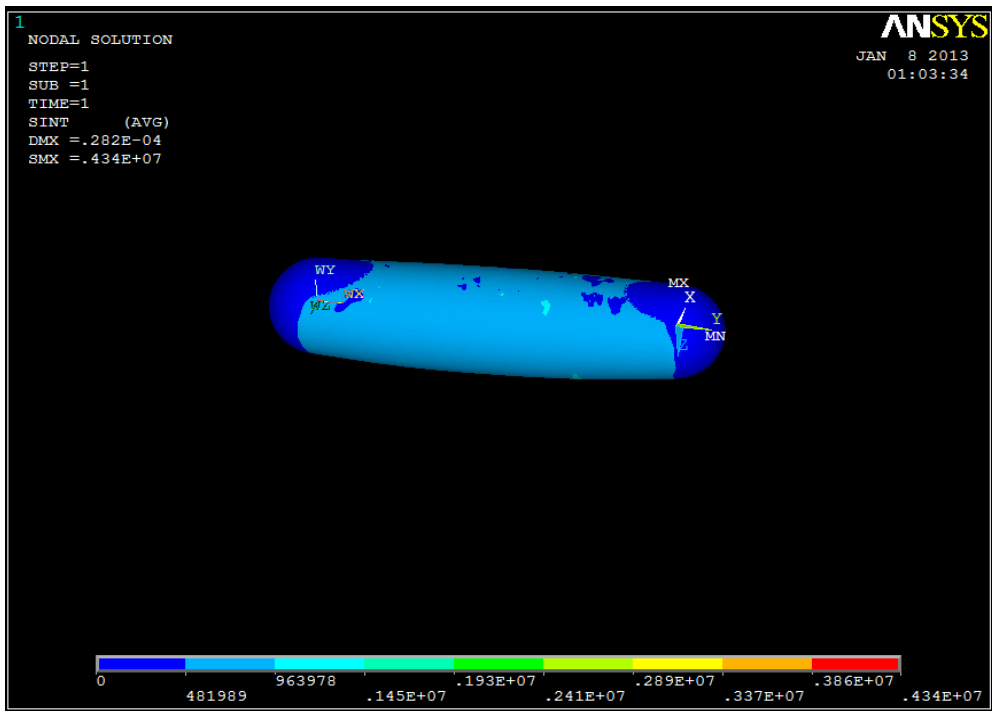 1
NODAL SOLUTION
STEP=1
SUB =1
TIME=1
SINT (AVG)
DMX =.282E-04
SMX =.434E+07
ANSYS
JAN 8 2013
01:03:34
WY
WX
WZ
MX
X
Y
MN
Z
0 963978 .193E+07 .289E+07 .386E+07
481989 .145E+07 .241E+07 .337E+07 .434E+07